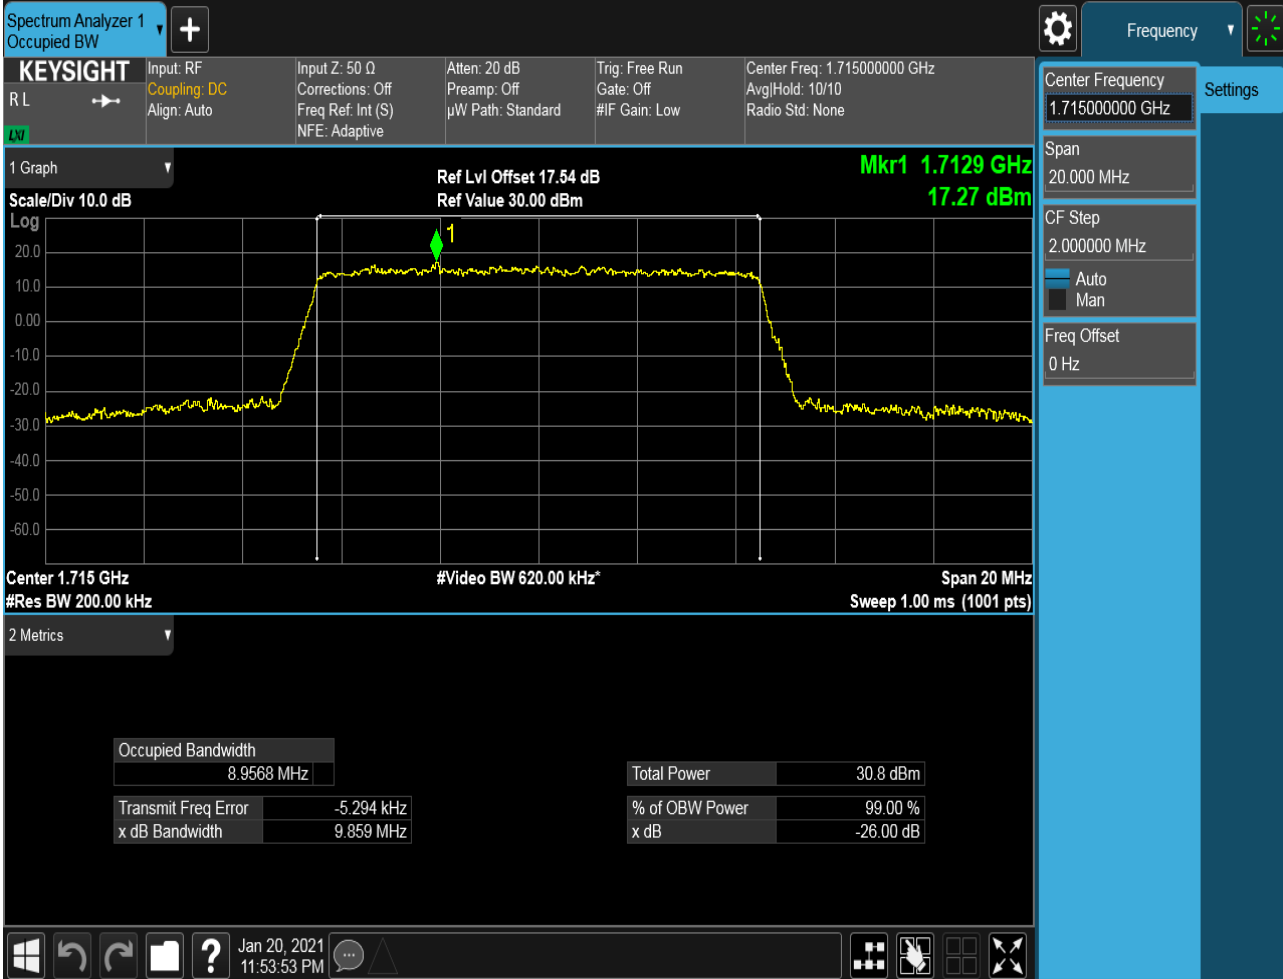 Spectrum Analyzer 1
Occupied BW
+
Frequency
KEYSIGHT
R L
LXI
Input: RF
Coupling: DC
Align: Auto
Input Z: 50 Ω
Corrections: Off
Freq Ref: Int (S)
NFE: Adaptive
Atten: 20 dB
Preamp: Off
µW Path: Standard
Trig: Free Run
Gate: Off
#IF Gain: Low
Center Freq: 1.715000000 GHz
Avg|Hold: 10/10
Radio Std: None
Center Frequency
1.715000000 GHz
Settings
Span
20.000 MHz
CF Step
2.000000 MHz
Auto
Man
Freq Offset
0 Hz
1 Graph
Scale/Div 10.0 dB
Ref Lvl Offset 17.54 dB
Ref Value 30.00 dBm
Mkr1 1.7129 GHz
17.27 dBm
Log
1
20.0
10.0
0.00
-10.0
-20.0
-30.0
-40.0
-50.0
-60.0
Center 1.715 GHz
#Video BW 620.00 kHz*
Span 20 MHz
#Res BW 200.00 kHz
Sweep 1.00 ms (1001 pts)
2 Metrics
Occupied Bandwidth
8.9568 MHz
Total Power 30.8 dBm
Transmit Freq Error -5.294 kHz
% of OBW Power 99.00 %
x dB Bandwidth 9.859 MHz
x dB -26.00 dB
?
Jan 20, 2021
11:53:53 PM